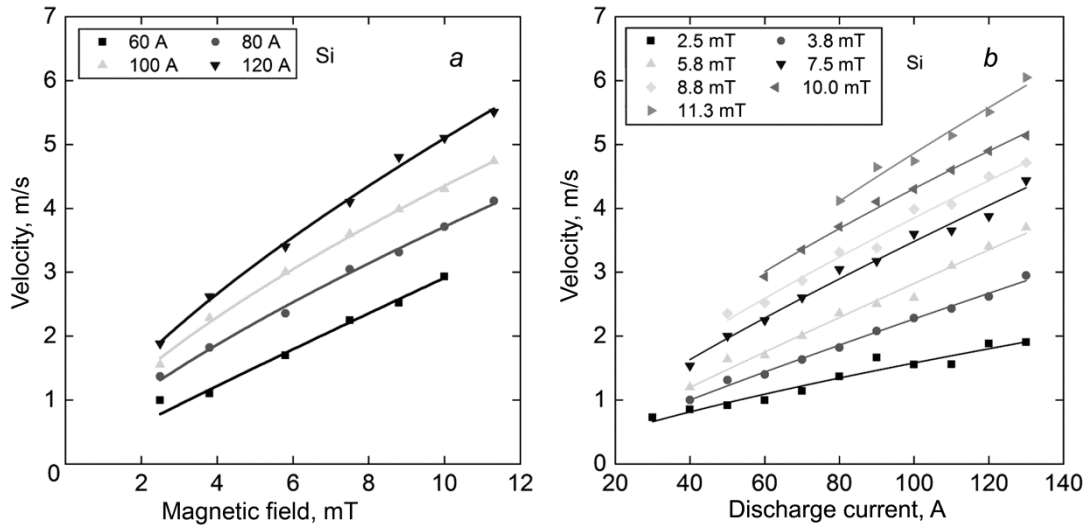 7
6
5
4
3
2
1
0
Velocity, m/s
60 A 80 A
100 A 120 A
Si
a
0 2 4 6 8 10 12
Magnetic field, mT
7
6
5
4
3
2
1
0
Velocity, m/s
2.5 mT 3.8 mT
5.8 mT 7.5 mT
8.8 mT 10.0 mT
11.3 mT
Si
b
20 40 60 80 100 120 140
Discharge current, A